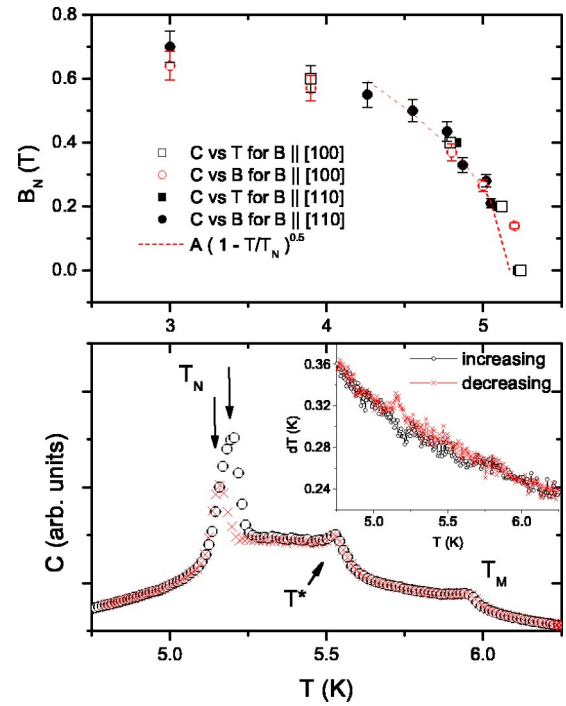 0.8
0.6
0.4
0.2
0.0
B_N (T)
C vs T for B || [100]
C vs B for B || [100]
C vs T for B || [110]
C vs B for B || [110]
A (1 - T/T_N)^0.5
3
4
5
T_N
0.36
0.32
0.28
0.24
dT (K)
increasing
decreasing
5.0
5.5
6.0
T (K)
C (arb. units)
T*
T_M
5.0
5.5
6.0
T (K)